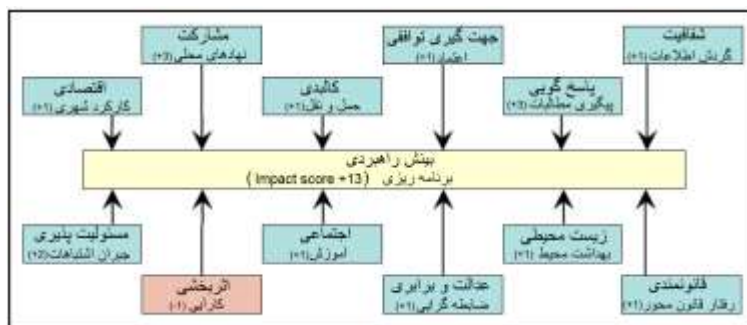 شفافیت
گردش اطلاعات (+1)
جهت گیری توافقی
اعتماد (+1)
مشارکت
نهادهای محلی (+3)
پاسخ گویی
پیگیری مطالبات (+3)
کالبدی
حمل و نقل (+1)
اقتصادی
کارکرد شهری (+1)
بینش راهبردی
برنامه ریزی (Impact score +13)
زیست محیطی
بهداشت محیط (+1)
اجتماعی
آموزش (+1)
مسئولیت پذیری
جبران اشتباهات (+2)
قانونمندی
رفتار قانون محور (+1)
عدالت و برابری
ضابطه گرایی (+1)
اثربخشی
کارایی (-1)